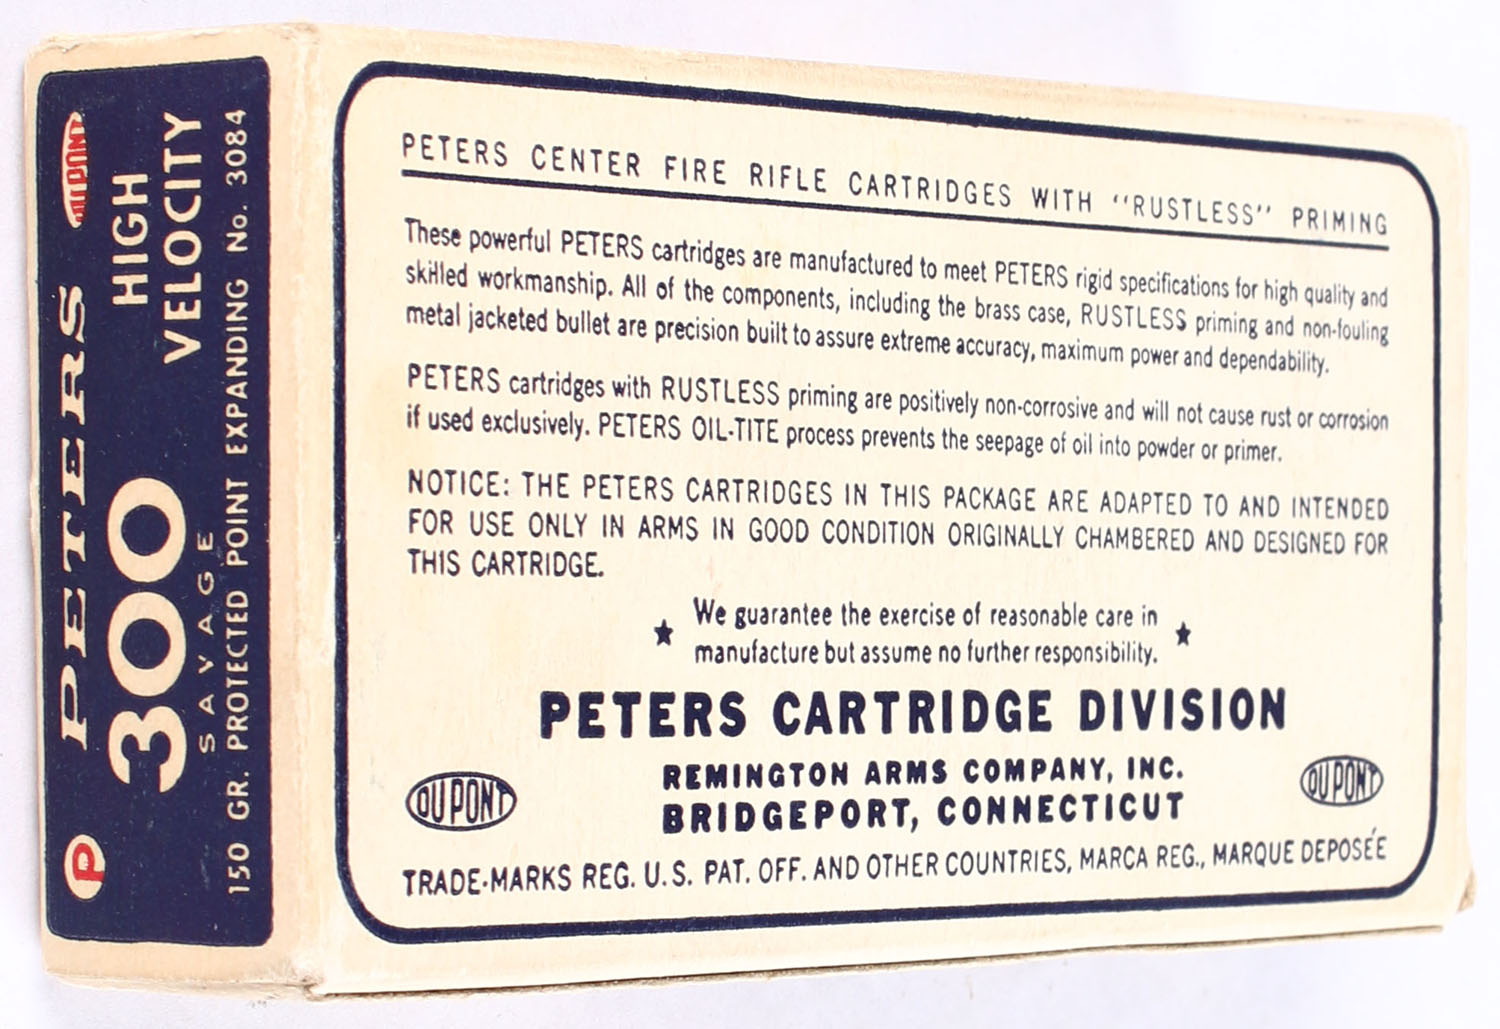 P PETERS DU PONT
300 HIGH
VELOCITY
SAVAGE
150 GR. PROTECTED POINT EXPANDING No. 3084
PETERS CENTER FIRE RIFLE CARTRIDGES WITH "RUSTLESS" PRIMING
These powerful PETERS cartridges are manufactured to meet PETERS rigid specifications for high quality and
skilled workmanship. All of the components, including the brass case, RUSTLESS priming and non-fouling
metal jacketed bullet are precision built to assure extreme accuracy, maximum power and dependability.
PETERS cartridges with RUSTLESS priming are positively non-corrosive and will not cause rust or corrosion
if used exclusively. PETERS OIL-TITE process prevents the seepage of oil into powder or primer.
NOTICE: THE PETERS CARTRIDGES IN THIS PACKAGE ARE ADAPTED TO AND INTENDED
FOR USE ONLY IN ARMS IN GOOD CONDITION ORIGINALLY CHAMBERED AND DESIGNED FOR
THIS CARTRIDGE.
★ We guarantee the exercise of reasonable care in ★
manufacture but assume no further responsibility.
PETERS CARTRIDGE DIVISION
REMINGTON ARMS COMPANY, INC.
DU PONT BRIDGEPORT, CONNECTICUT DU PONT
TRADE-MARKS REG. U.S. PAT. OFF. AND OTHER COUNTRIES, MARCA REG., MARQUE DEPOSÉE